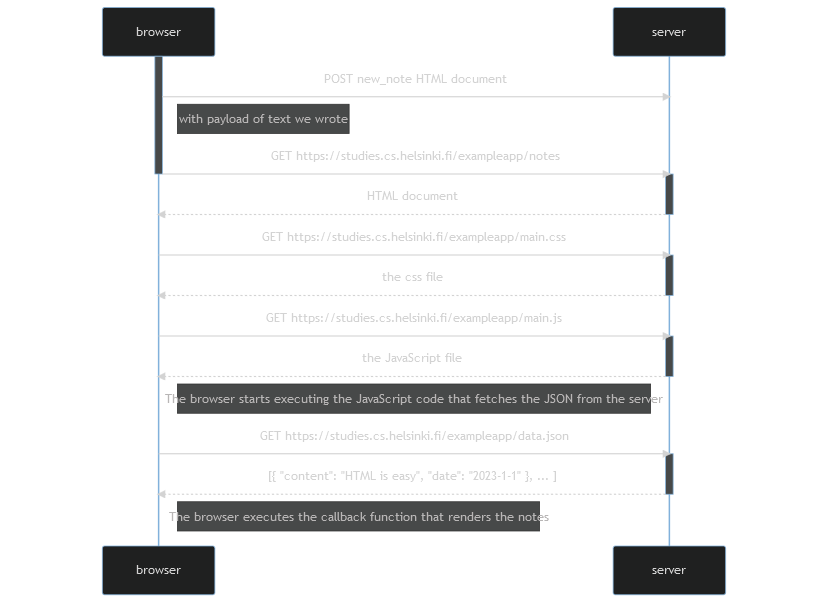 browser server
POST new_note HTML document
with payload of text we wrote
GET https://studies.cs.helsinki.fi/exampleapp/notes
HTML document
GET https://studies.cs.helsinki.fi/exampleapp/main.css
the css file
GET https://studies.cs.helsinki.fi/exampleapp/main.js
the JavaScript file
The browser starts executing the JavaScript code that fetches the JSON from the server
GET https://studies.cs.helsinki.fi/exampleapp/data.json
[{ "content": "HTML is easy", "date": "2023-1-1" }, ... ]
The browser executes the callback function that renders the notes
browser server